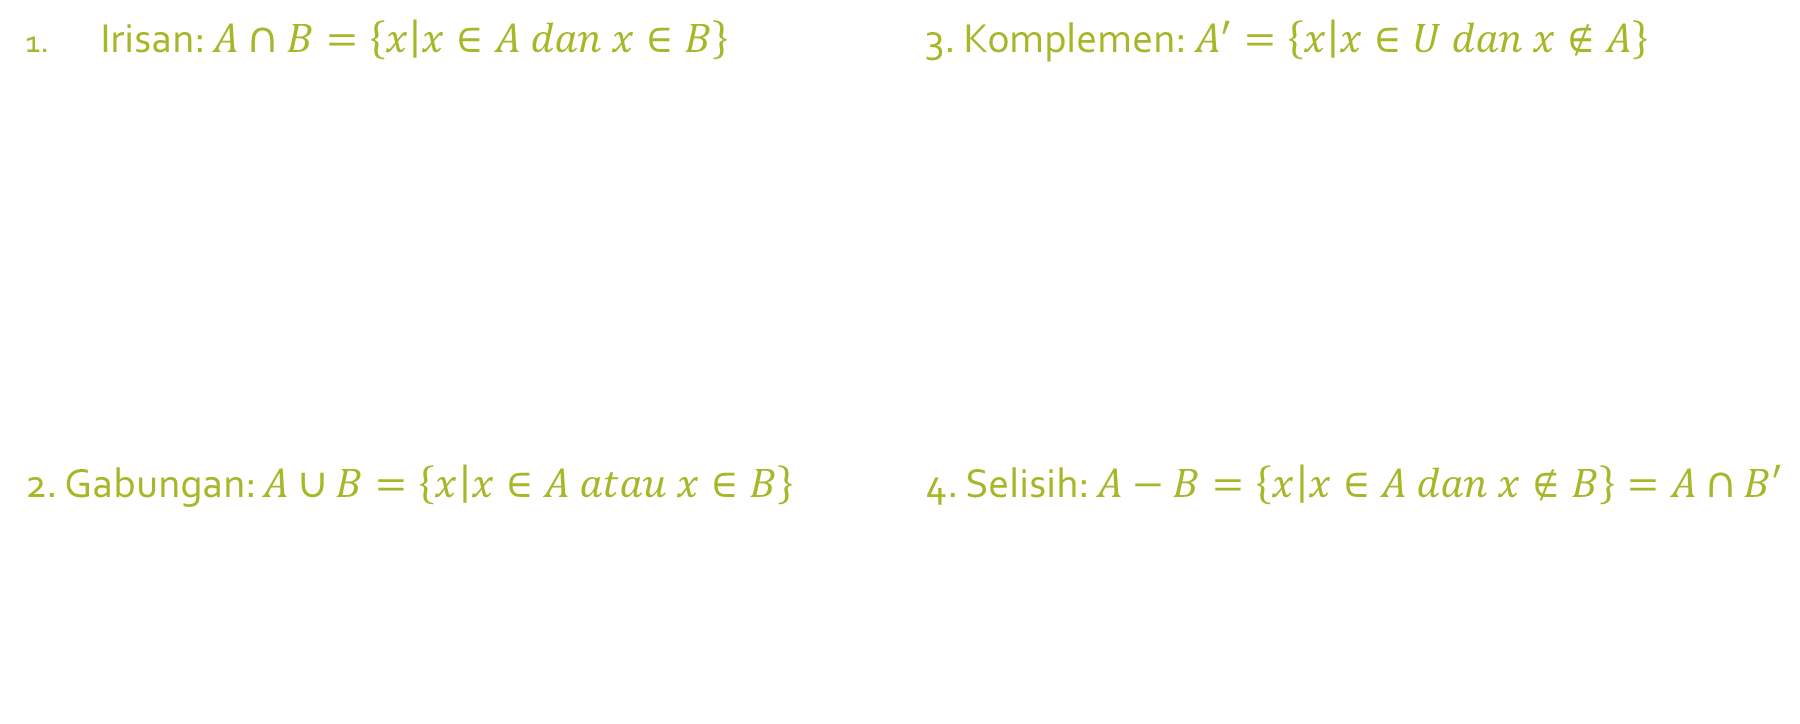 1. Irisan: A ∩ B = {x|x ∈ A dan x ∈ B}
2. Gabungan: A ∪ B = {x|x ∈ A atau x ∈ B}
3. Komplemen: A′ = {x|x ∈ U dan x ∉ A}
4. Selisih: A − B = {x|x ∈ A dan x ∉ B} = A ∩ B′